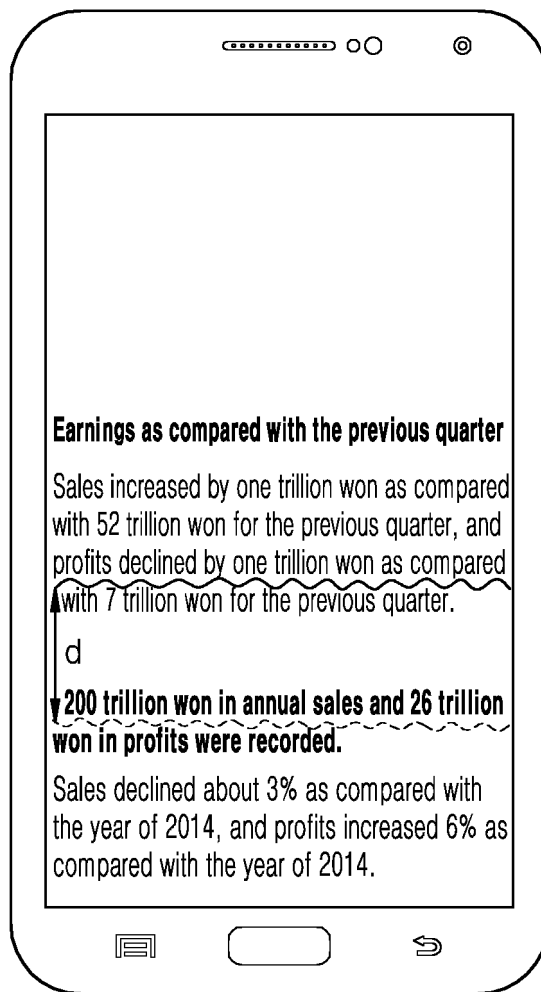 Earnings as compared with the previous quarter
Sales increased by one trillion won as compared
with 52 trillion won for the previous quarter, and
profits declined by one trillion won as compared
with 7 trillion won for the previous quarter.
d
200 trillion won in annual sales and 26 trillion
won in profits were recorded.
Sales declined about 3% as compared with
the year of 2014, and profits increased 6% as
compared with the year of 2014.